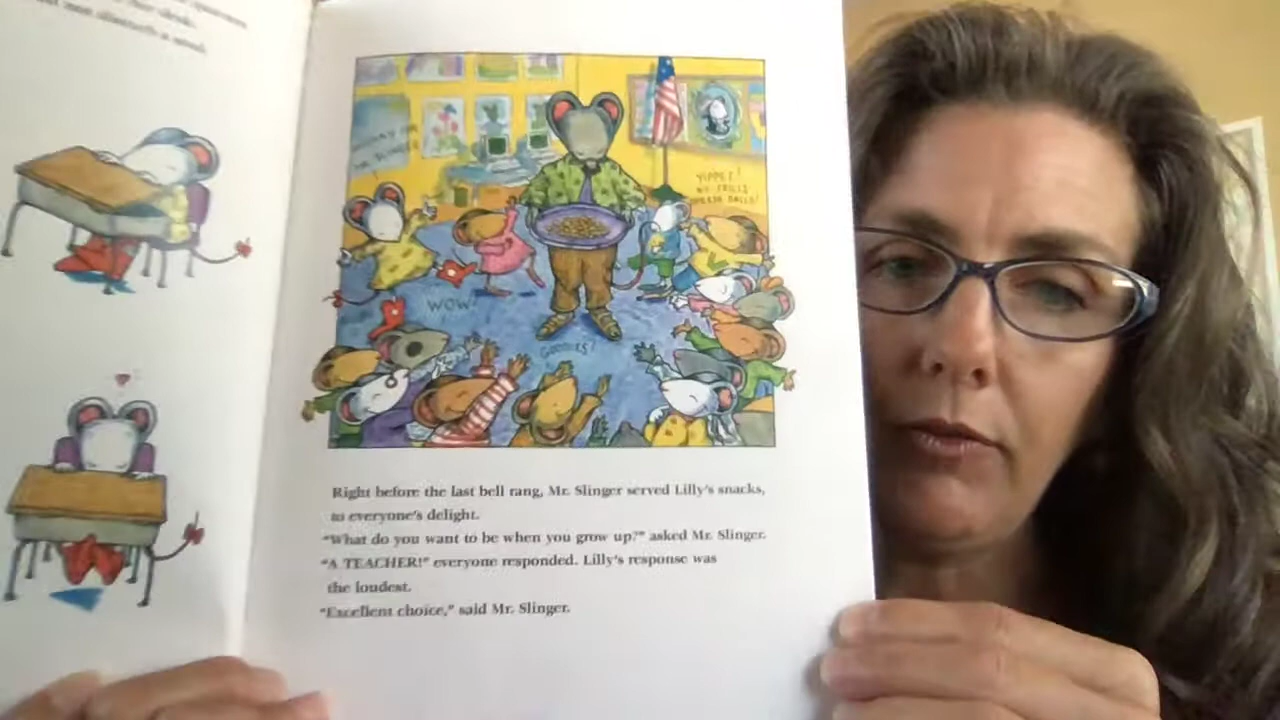 WOW!
GOODIES!
YIPPEE!
Right before the last bell rang, Mr. Slinger served Lilly's snacks,
to everyone's delight.
"What do you want to be when you grow up?" asked Mr. Slinger.
"A TEACHER!" everyone responded. Lilly's response was
the loudest.
"Excellent choice," said Mr. Slinger.